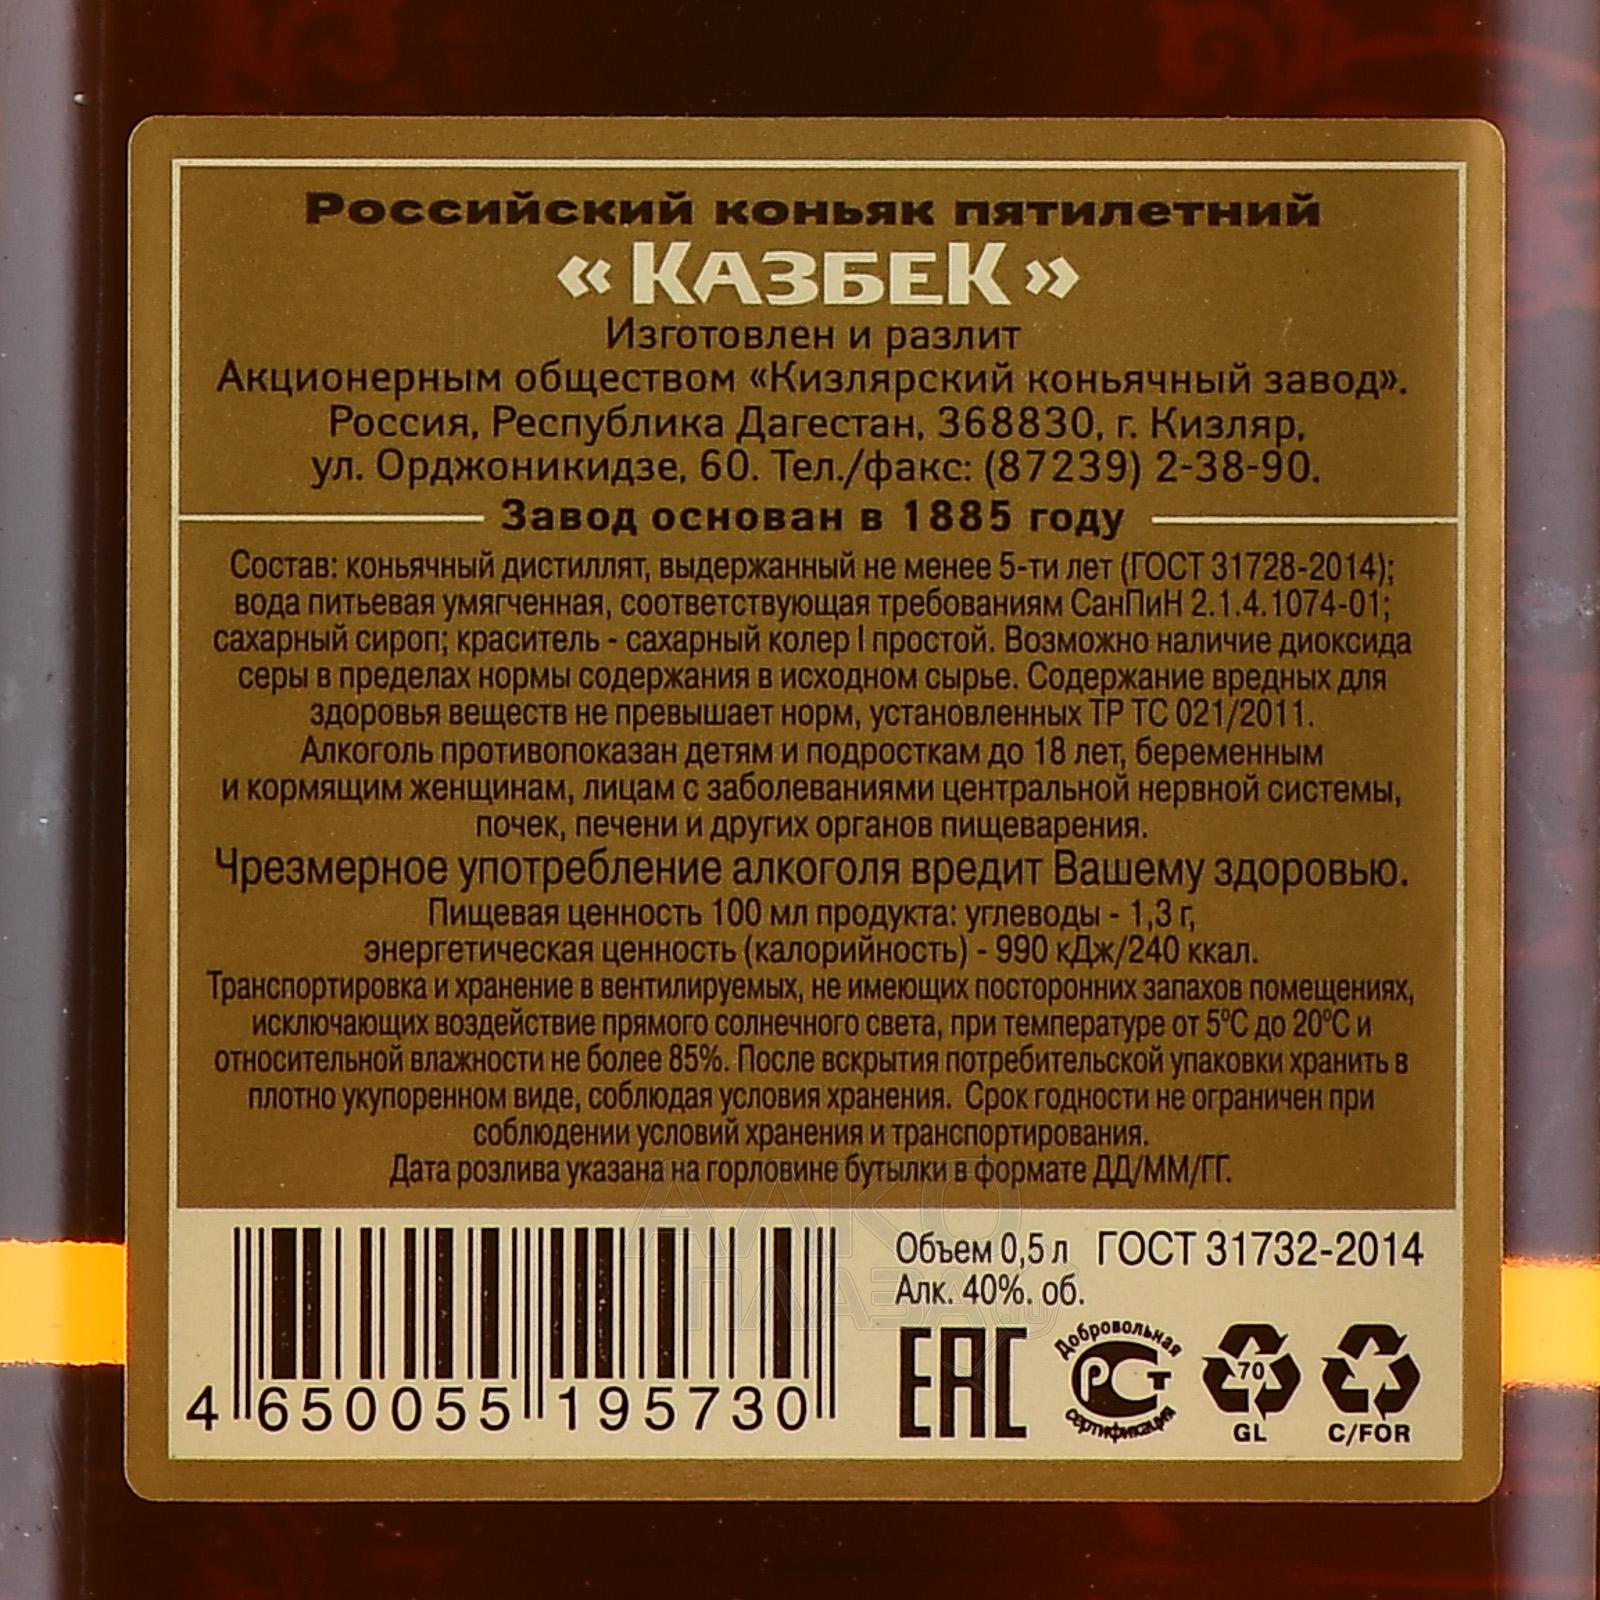 Российский коньяк пятилетний
«КАЗБЕК»
Изготовлен и разлит
Акционерным обществом «Кизлярский коньячный завод».
Россия, Республика Дагестан, 368830, г. Кизляр,
ул. Орджоникидзе, 60. Тел./факс: (87239) 2-38-90.
Завод основан в 1885 году
Состав: коньячный дистиллят, выдержанный не менее 5-ти лет (ГОСТ 31728-2014);
вода питьевая умягченная, соответствующая требованиям СанПиН 2.1.4.1074-01;
сахарный сироп; краситель - сахарный колер I простой. Возможно наличие диоксида
серы в пределах нормы содержания в исходном сырье. Содержание вредных для
здоровья веществ не превышает норм, установленных ТР ТС 021/2011.
Алкоголь противопоказан детям и подросткам до 18 лет, беременным
и кормящим женщинам, лицам с заболеваниями центральной нервной системы,
почек, печени и других органов пищеварения.
Чрезмерное употребление алкоголя вредит Вашему здоровью.
Пищевая ценность 100 мл продукта: углеводы - 1,3 г,
энергетическая ценность (калорийность) - 990 кДж/240 ккал.
Транспортировка и хранение в вентилируемых, не имеющих посторонних запахов помещениях,
исключающих воздействие прямого солнечного света, при температуре от 5ºС до 20ºС и
относительной влажности не более 85%. После вскрытия потребительской упаковки хранить в
плотно укупоренном виде, соблюдая условия хранения. Срок годности не ограничен при
соблюдении условий хранения и транспортирования.
Дата розлива указана на горловине бутылки в формате ДД/ММ/ГГ.
АЛКО
ПЛАЗА.ru
Объем 0,5 л ГОСТ 31732-2014
Алк. 40%. об.
4 650055 195730
ЕАС
Добровольная
РСТ
сертификация
70
GL
C/FOR